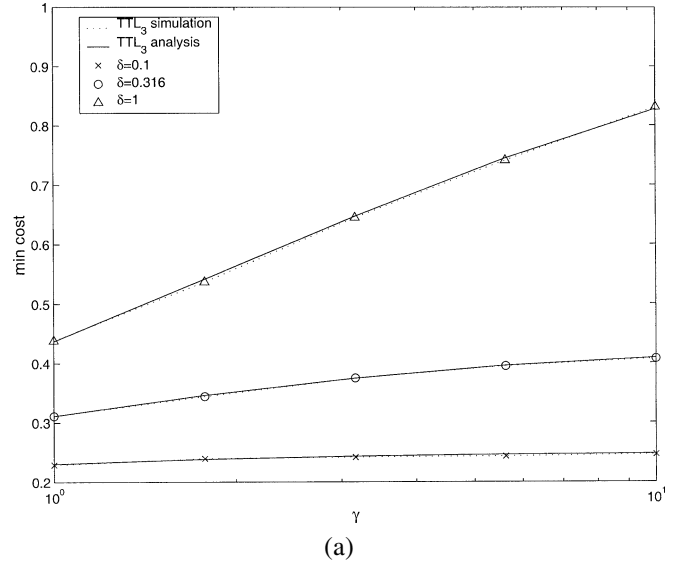 1
TTL3 simulation
TTL3 analysis
δ=0.1
δ=0.316
δ=1
0.9
0.8
0.7
0.6
0.5
0.4
0.3
0.2
min cost
10^0
10^1
γ
(a)